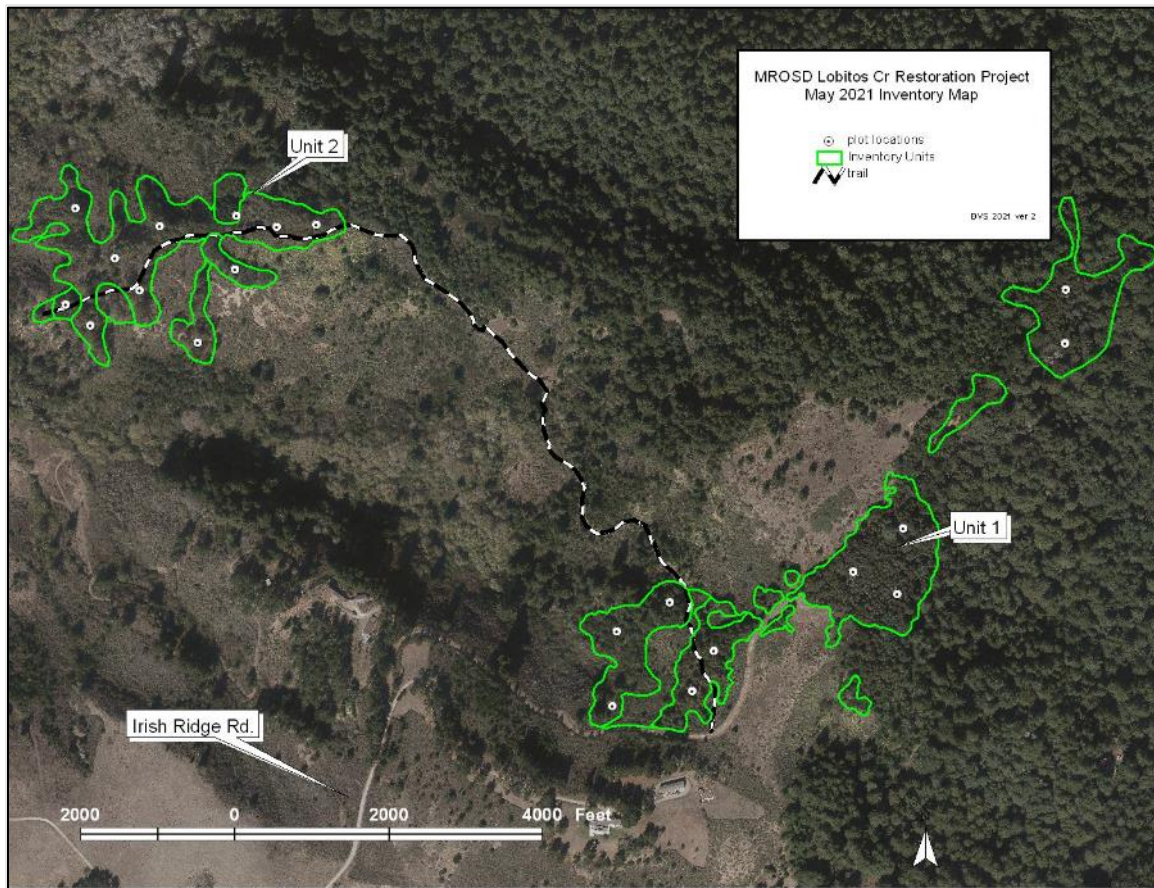 MROSD Lobitos Cr Restoration Project
May 2021 Inventory Map
plot locations
Inventory Units
trail
DVS 2021 ver 2
Unit 2
Unit 1
Irish Ridge Rd.
2000 0 2000 4000 Feet